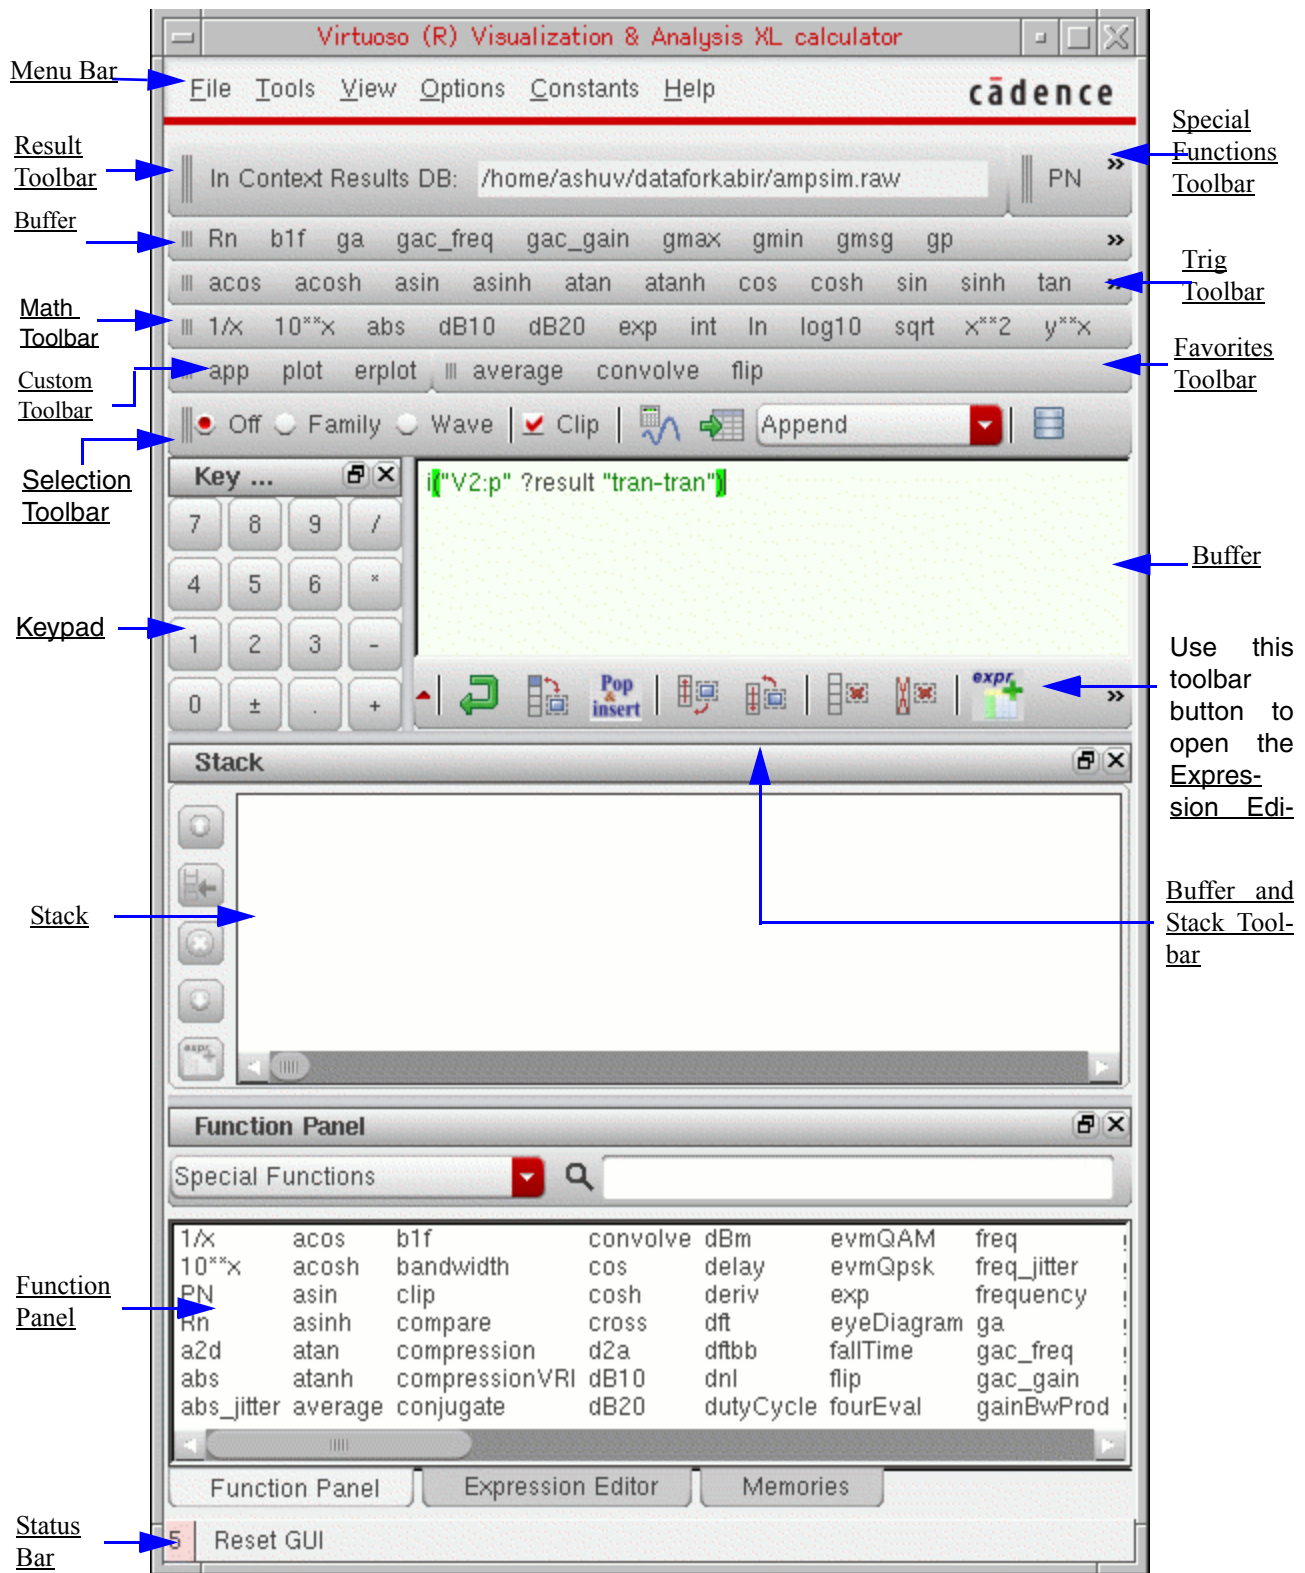 Virtuoso (R) Visualization & Analysis XL calculator
Menu Bar
File Tools View Options Constants Help
cādence
Result
Toolbar
In Context Results DB: /home/ashuv/dataforkabir/ampsim.raw
PN »
Special
Functions
Toolbar
Buffer
Rn b1f ga gac_freq gac_gain gmax gmin gmsg gp »
acos acosh asin asinh atan atanh cos cosh sin sinh tan »
Trig
Toolbar
Math
Toolbar
1/x 10**x abs dB10 dB20 exp int ln log10 sqrt x**2 y**x
Custom
Toolbar
app plot erplot average convolve flip
Favorites
Toolbar
Off Family Wave Clip Append
Selection
Toolbar
Key ...
i("V2:p" ?result "tran-tran")
7 8 9 /
4 5 6 *
1 2 3 -
0 ± . +
Buffer
Keypad
Pop
&
insert
expr
»
Use this
toolbar
button to
open the
Expres-
sion Edi-
Stack
Stack
expr
Buffer and
Stack Tool-
bar
Function Panel
Special Functions
1/x acos b1f convolve dBm evmQAM freq
10**x acosh bandwidth cos delay evmQpsk freq_jitter
PN asin clip cosh deriv exp frequency
Rn asinh compare cross dft eyeDiagram ga
a2d atan compression d2a dftbb fallTime gac_freq
abs atanh compressionVRI dB10 dnl flip gac_gain
abs_jitter average conjugate dB20 dutyCycle fourEval gainBwProd
Function
Panel
Function Panel Expression Editor Memories
Status
Bar
5 Reset GUI